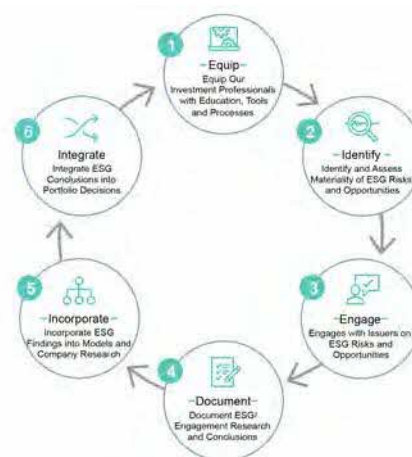 1
-Equip-
Equip Our
Investment Professionals
with Education, Tools
and Processes
2
-Identify-
Identify and Assess
Materiality of ESG Risks
and Opportunities
3
-Engage-
Engages with Issuers on
ESG Risks and
Opportunities
4
-Document-
Document ESG/
Engagement Research
and Conclusions
5
-Incorporate-
Incorporate ESG
Findings into Models and
Company Research
6
Integrate
Integrate ESG
Conclusions into
Portfolio Decisions